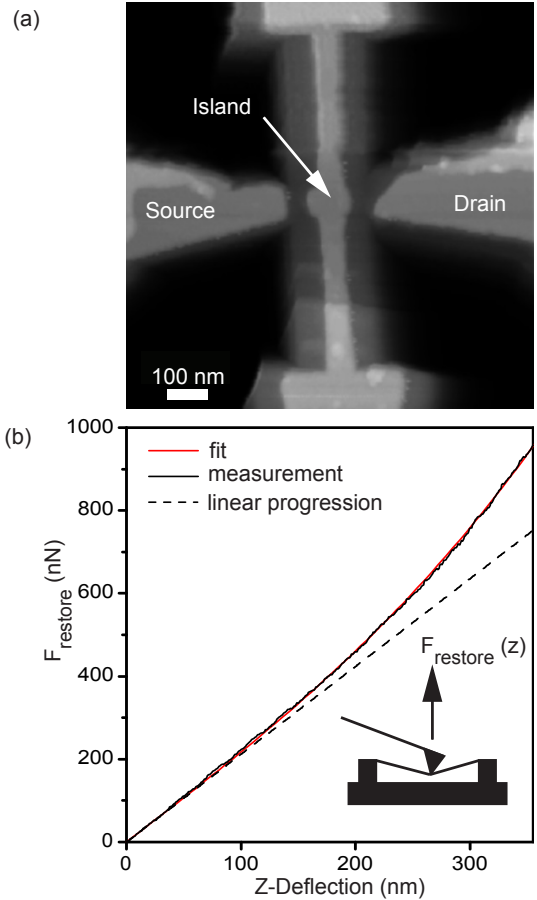 (a)
Island
Source
Drain
100 nm
(b)
1000
800
600
400
200
0
F_restore (nN)
fit
measurement
linear progression
F_restore (z)
0
100
200
300
Z-Deflection (nm)